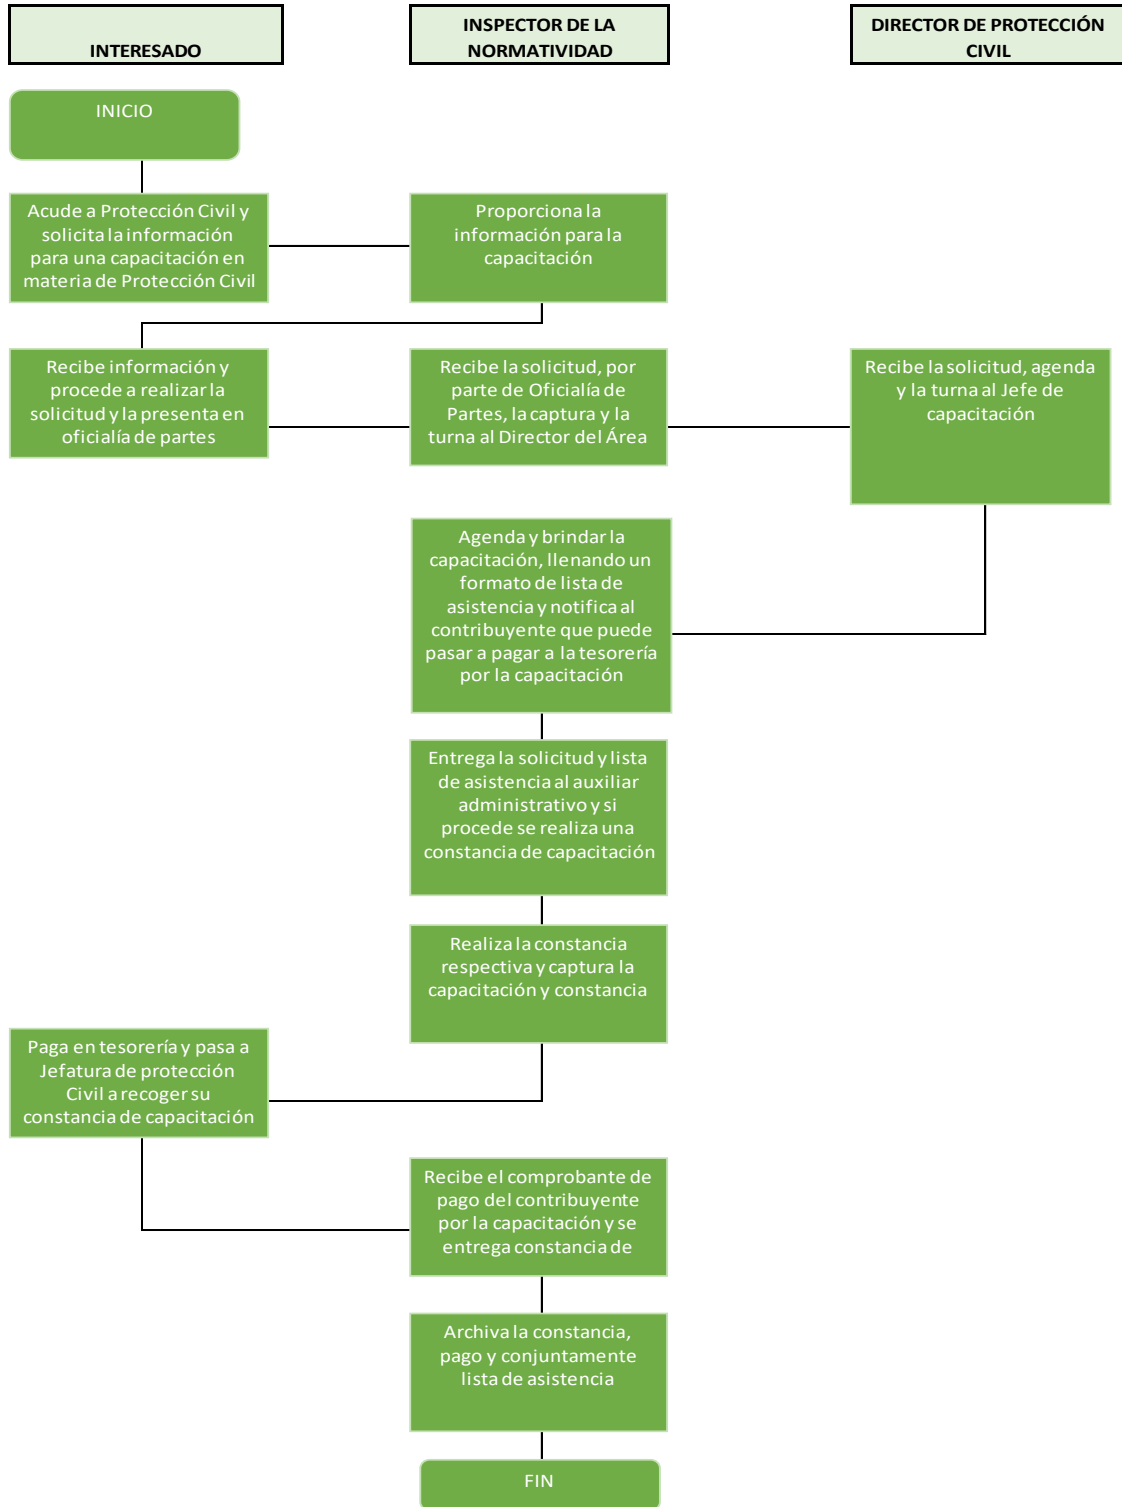 INTERESADO
INSPECTOR DE LA
NORMATIVIDAD
DIRECTOR DE PROTECCIÓN
CIVIL
INICIO
Acude a Protección Civil y
solicita la información
para una capacitación en
materia de Protección Civil
Proporciona la
información para la
capacitación
Recibe información y
procede a realizar la
solicitud y la presenta en
oficialía de partes
Recibe la solicitud, por
parte de Oficialía de
Partes, la captura y la
turna al Director del Área
Recibe la solicitud, agenda
y la turna al Jefe de
capacitación
Agenda y brindar la
capacitación, llenando un
formato de lista de
asistencia y notifica al
contribuyente que puede
pasar a pagar a la tesorería
por la capacitación
Entrega la solicitud y lista
de asistencia al auxiliar
administrativo y si
procede se realiza una
constancia de capacitación
Realiza la constancia
respectiva y captura la
capacitación y constancia
Paga en tesorería y pasa a
Jefatura de protección
Civil a recoger su
constancia de capacitación
Recibe el comprobante de
pago del contribuyente
por la capacitación y se
entrega constancia de
Archiva la constancia,
pago y conjuntamente
lista de asistencia
FIN